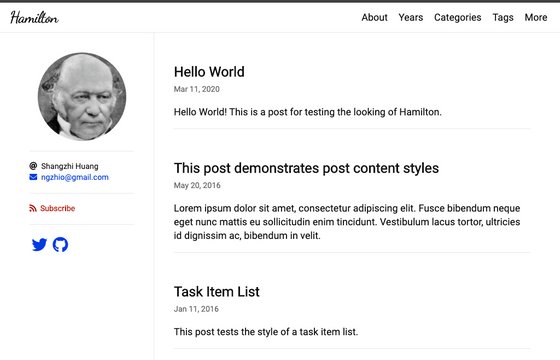 Hamilton
About Years Categories Tags More
Shangzhi Huang
ngzhio@gmail.com
Subscribe
Hello World
Mar 11, 2020
Hello World! This is a post for testing the looking of Hamilton.
This post demonstrates post content styles
May 20, 2016
Lorem ipsum dolor sit amet, consectetur adipiscing elit. Fusce bibendum neque
eget nunc mattis eu sollicitudin enim tincidunt. Vestibulum lacus tortor, ultricies
id dignissim ac, bibendum in velit.
Task Item List
Jan 11, 2016
This post tests the style of a task item list.